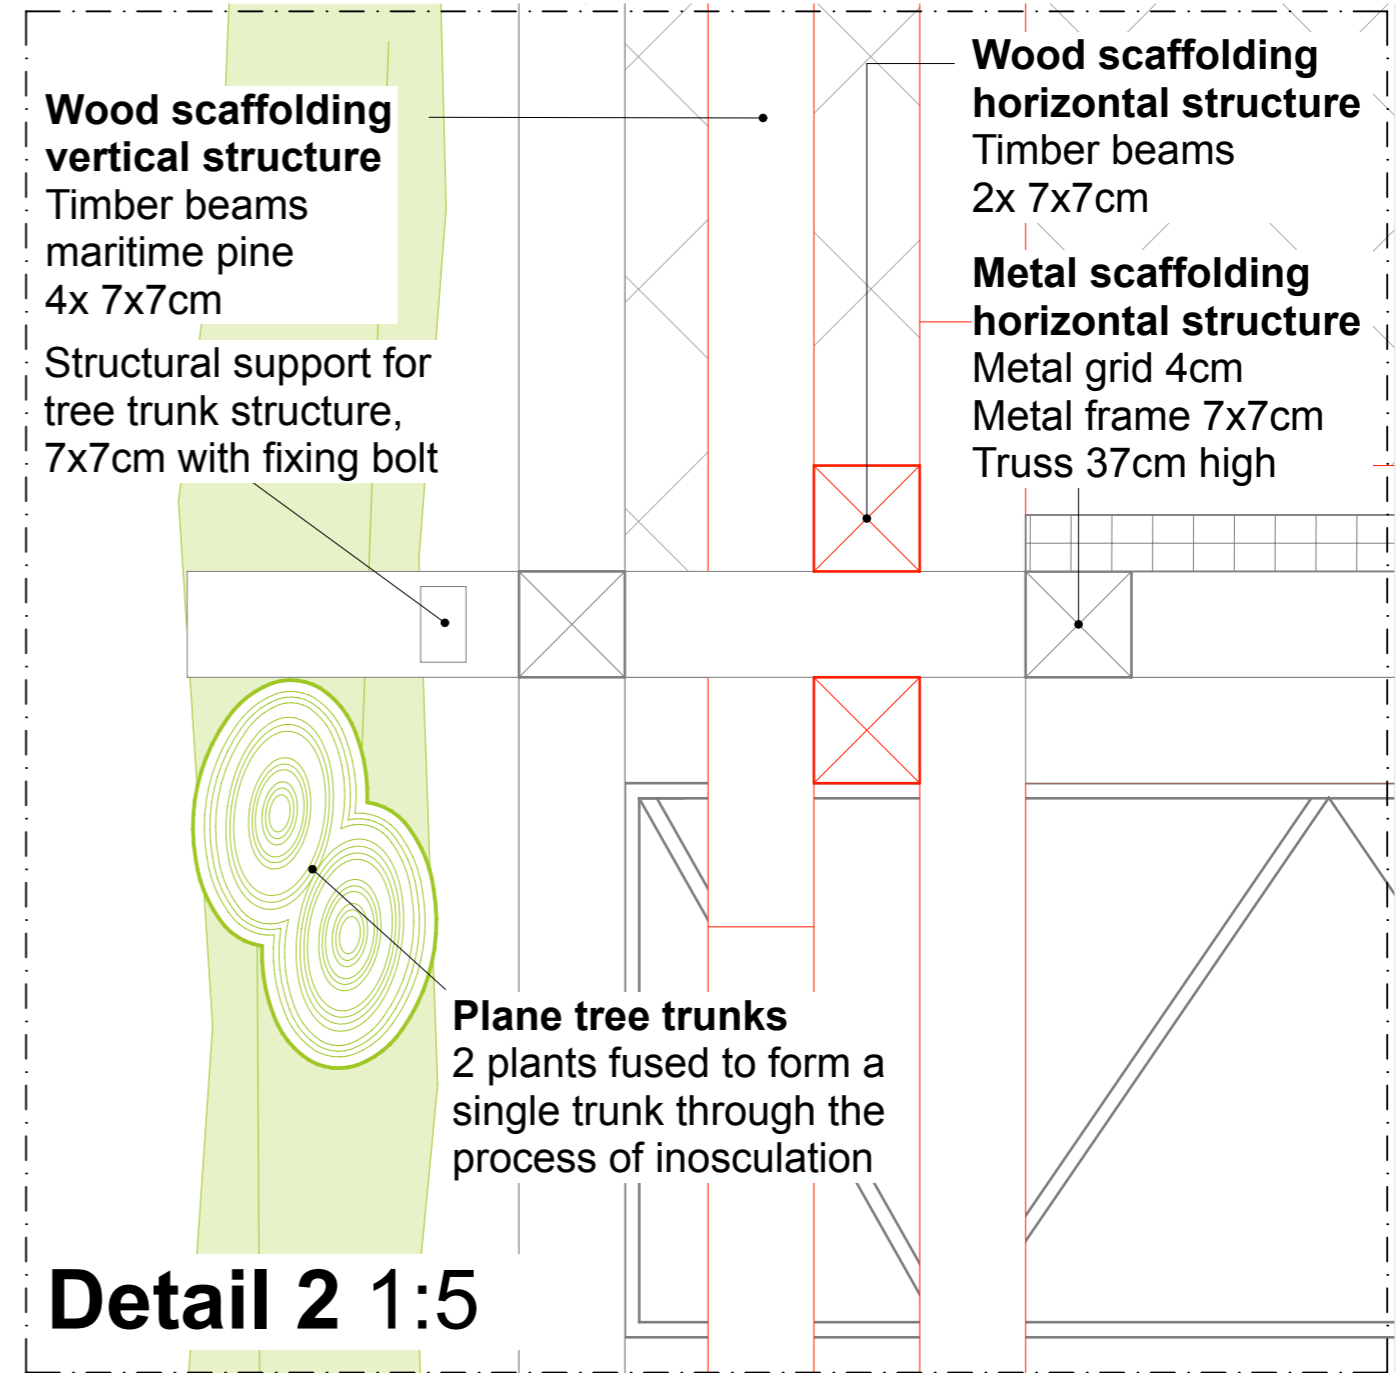 Wood scaffolding
vertical structure
Timber beams
maritime pine
4x 7x7cm
Structural support for
tree trunk structure,
7x7cm with fixing bolt
Wood scaffolding
horizontal structure
Timber beams
2x 7x7cm
Metal scaffolding
horizontal structure
Metal grid 4cm
Metal frame 7x7cm
Truss 37cm high
Plane tree trunks
2 plants fused to form a
single trunk through the
process of inosculation
Detail 2 1:5